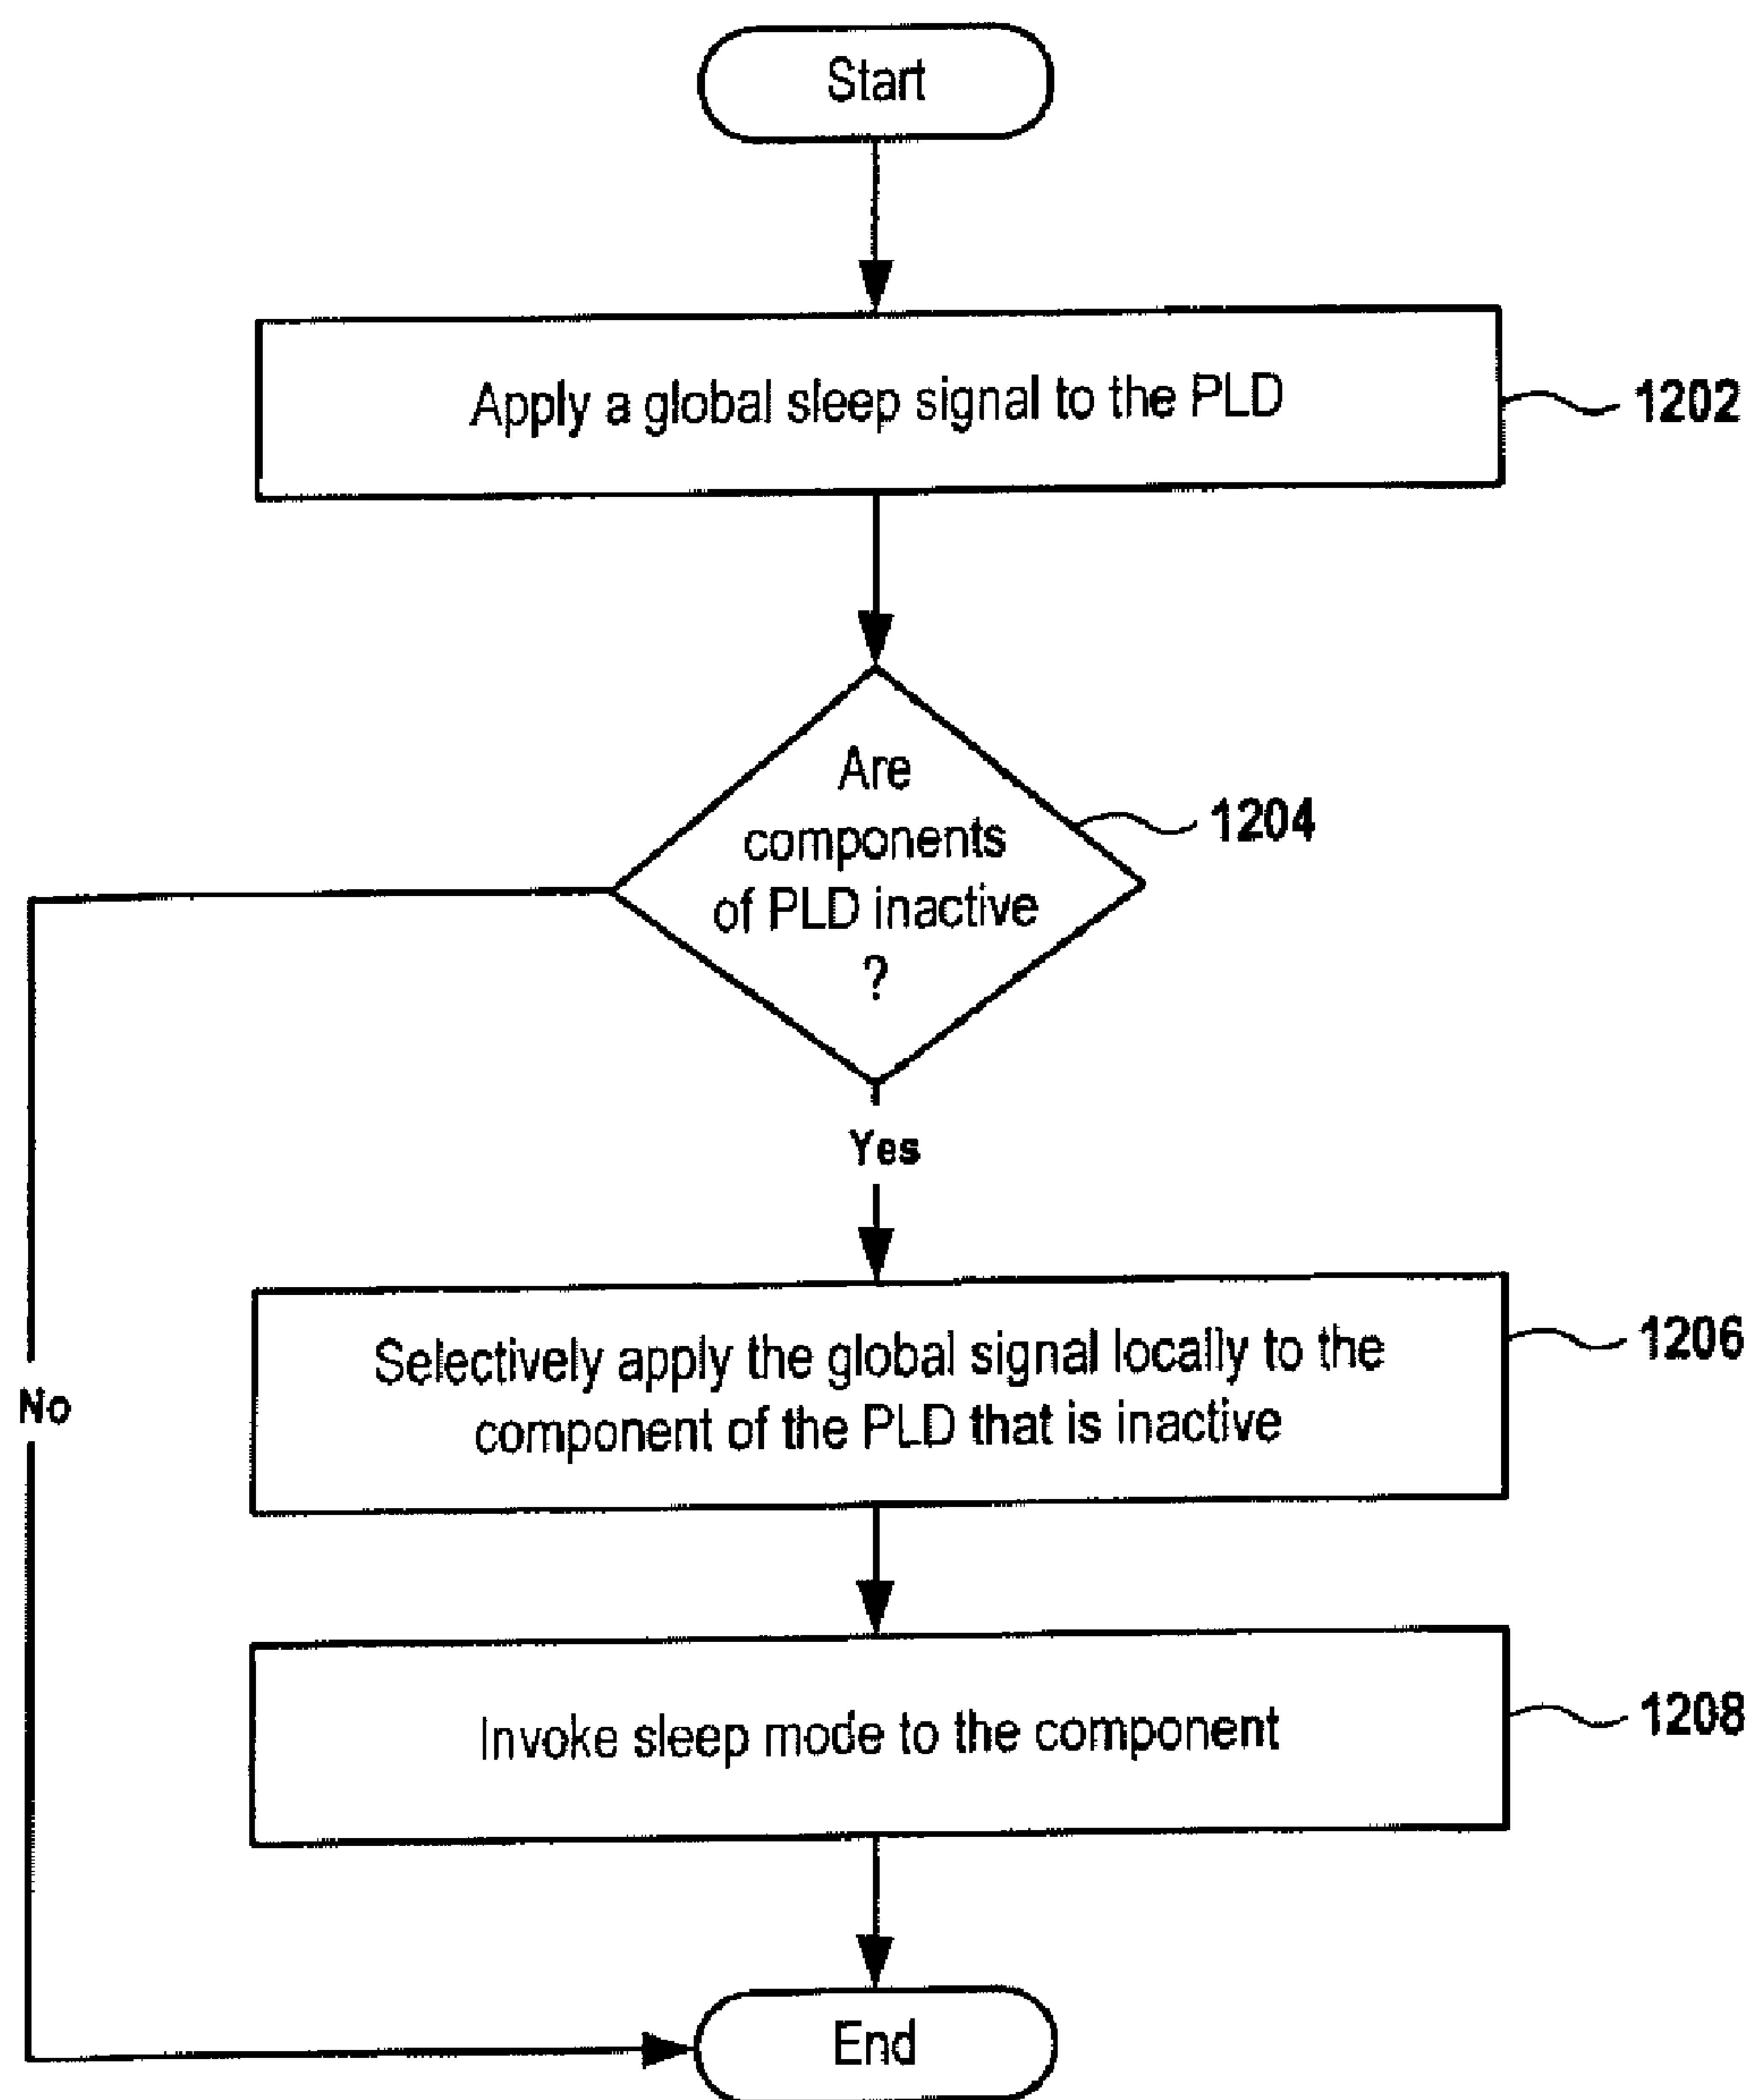 Start
Apply a global sleep signal to the PLD
1202
Are
components
of PLD inactive
?
1204
Yes
No
Selectively apply the global signal locally to the
component of the PLD that is inactive
1206
Invoke sleep mode to the component
1208
End